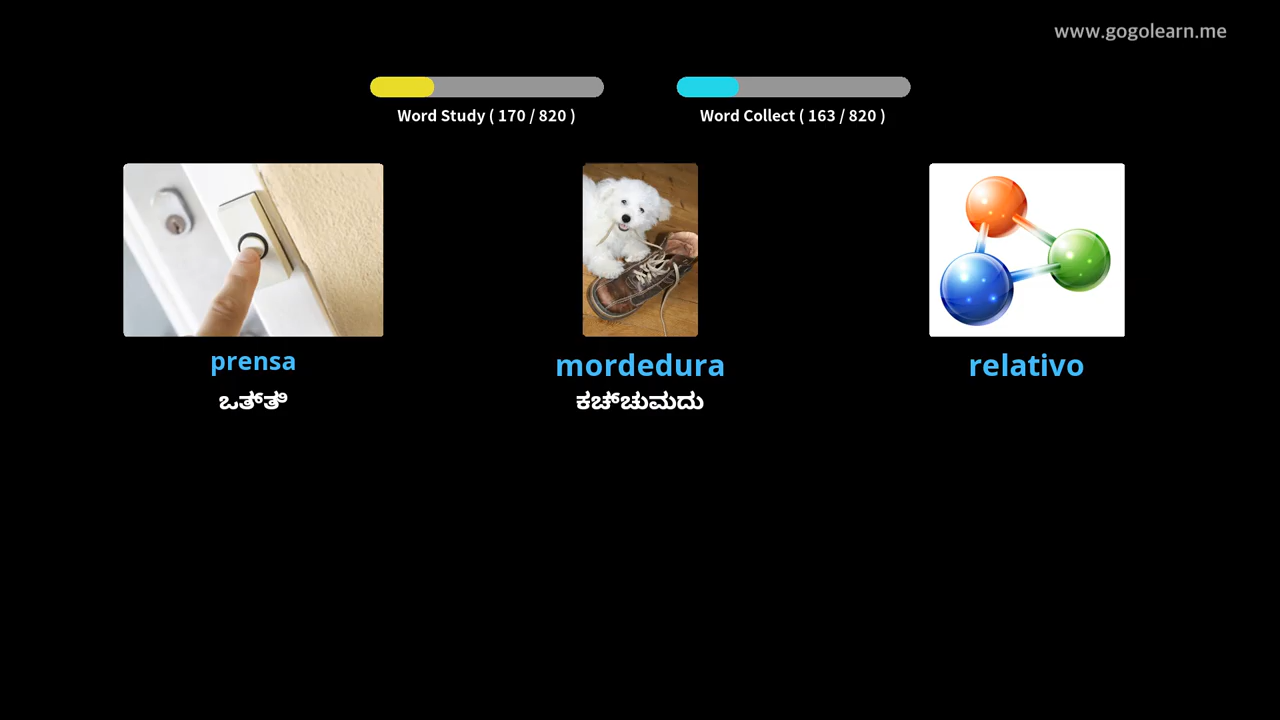 www.gogolearn.me
Word Study ( 170 / 820 )
Word Collect ( 163 / 820 )
prensa
mordedura
relativo
ಒತ್ತಿ
ಕಚ್ಚುಮದು